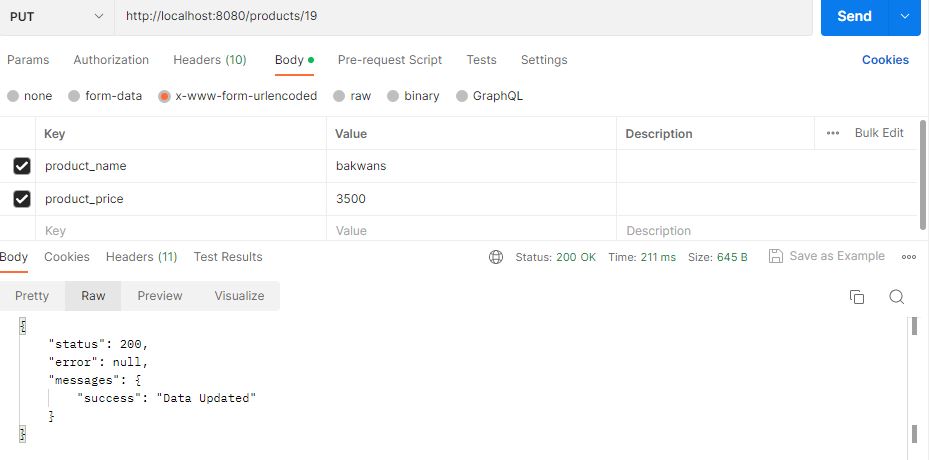 PUT http://localhost:8080/products/19 Send
Params Authorization Headers (10) Body Pre-request Script Tests Settings Cookies
none form-data x-www-form-urlencoded raw binary GraphQL
Key Value Description ••• Bulk Edit
product_name bakwans
product_price 3500
Key Value Description
Body Cookies Headers (11) Test Results Status: 200 OK Time: 211 ms Size: 645 B Save as Example
Pretty Raw Preview Visualize
{
"status": 200,
"error": null,
"messages": {
"success": "Data Updated"
}
}